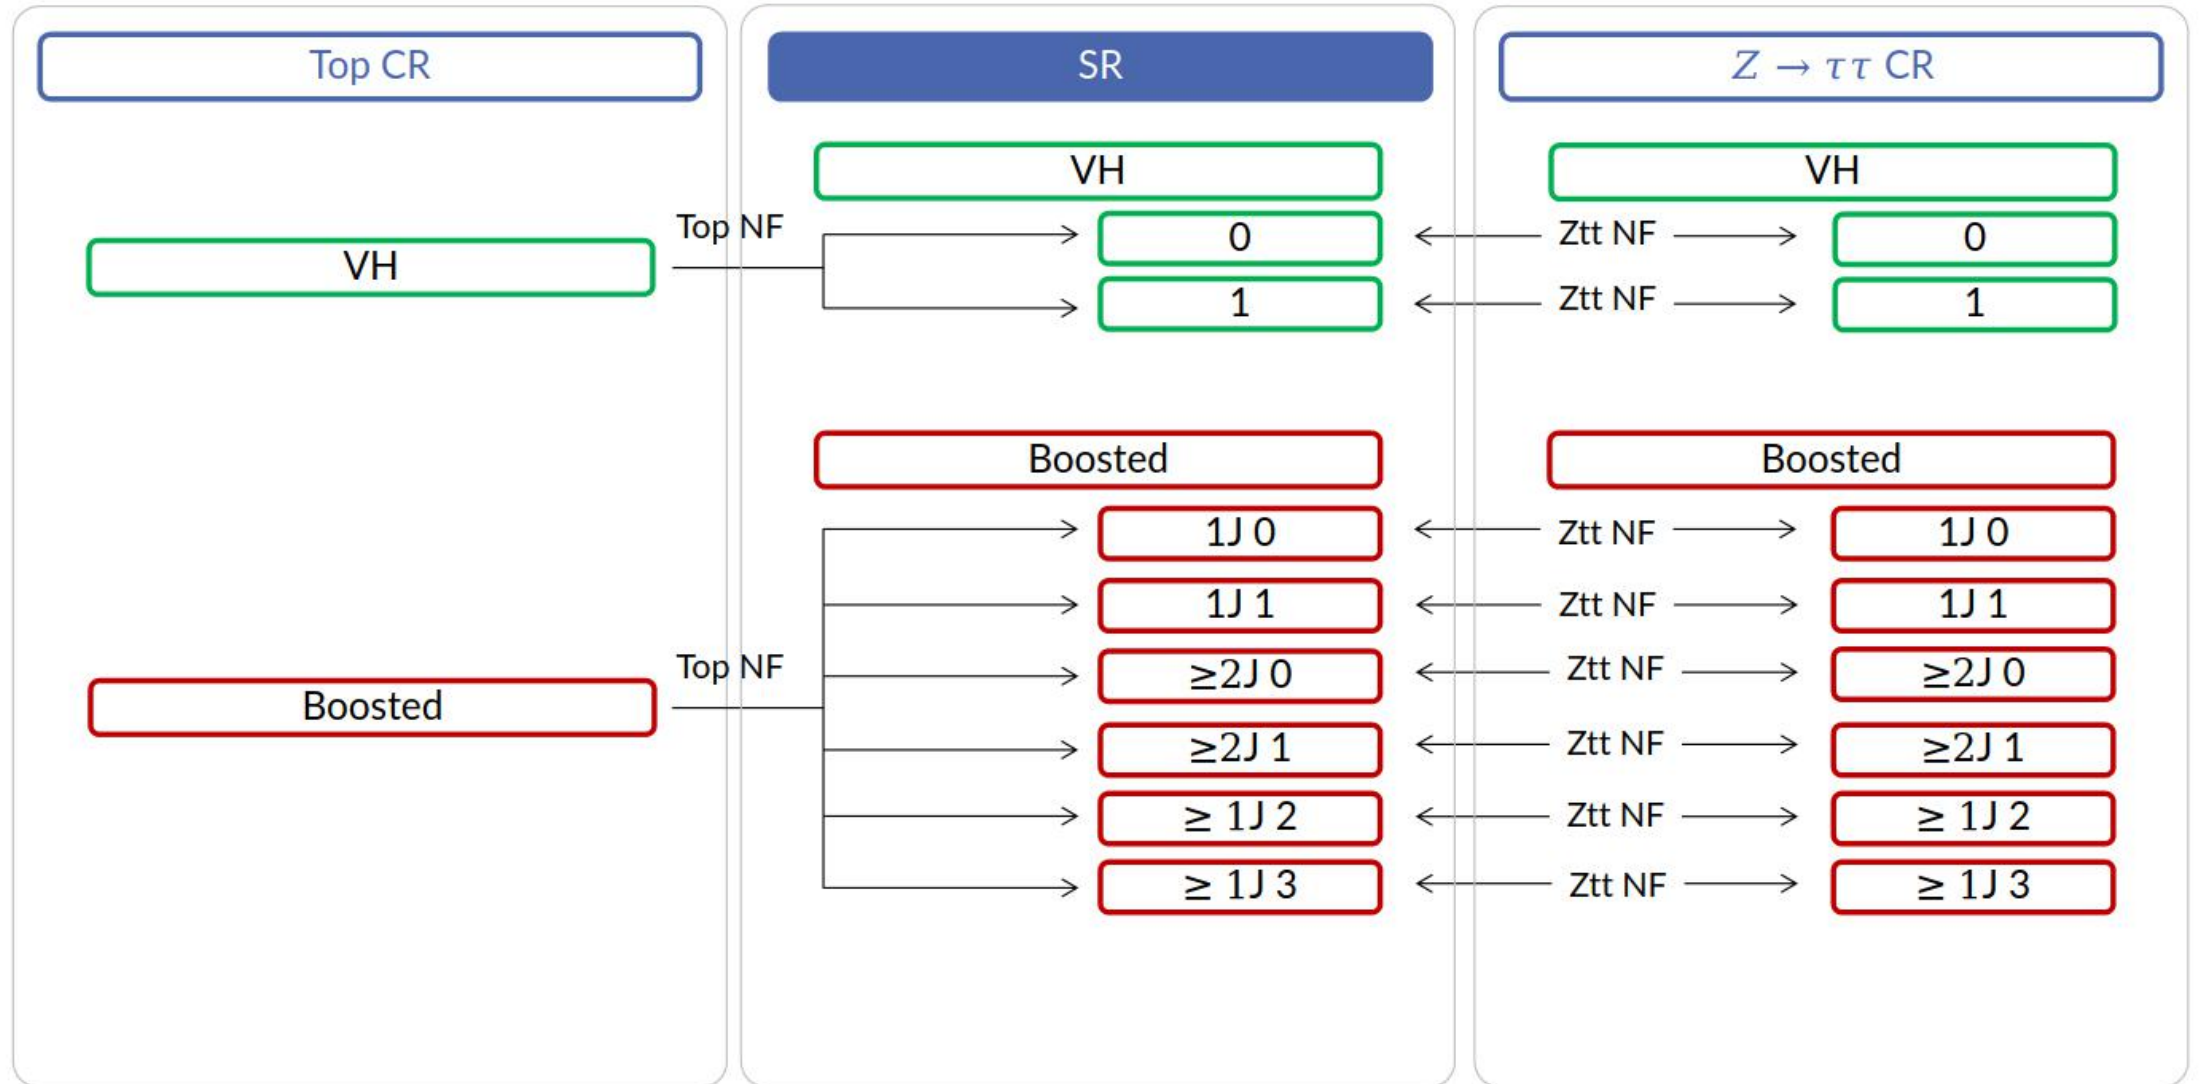 Top CR
SR
Z → ττ CR
VH
VH
Top NF
0
Ztt NF
0
VH
1
Ztt NF
1
Boosted
Boosted
1J 0
Ztt NF
1J 0
1J 1
Ztt NF
1J 1
Top NF
≥2J 0
Ztt NF
≥2J 0
Boosted
≥2J 1
Ztt NF
≥2J 1
≥ 1J 2
Ztt NF
≥ 1J 2
≥ 1J 3
Ztt NF
≥ 1J 3